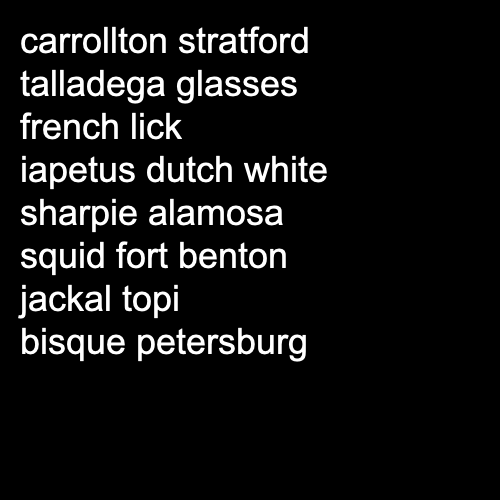 carrollton stratford
talladega glasses
french lick
iapetus dutch white
sharpie alamosa
squid fort benton
jackal topi
bisque petersburg